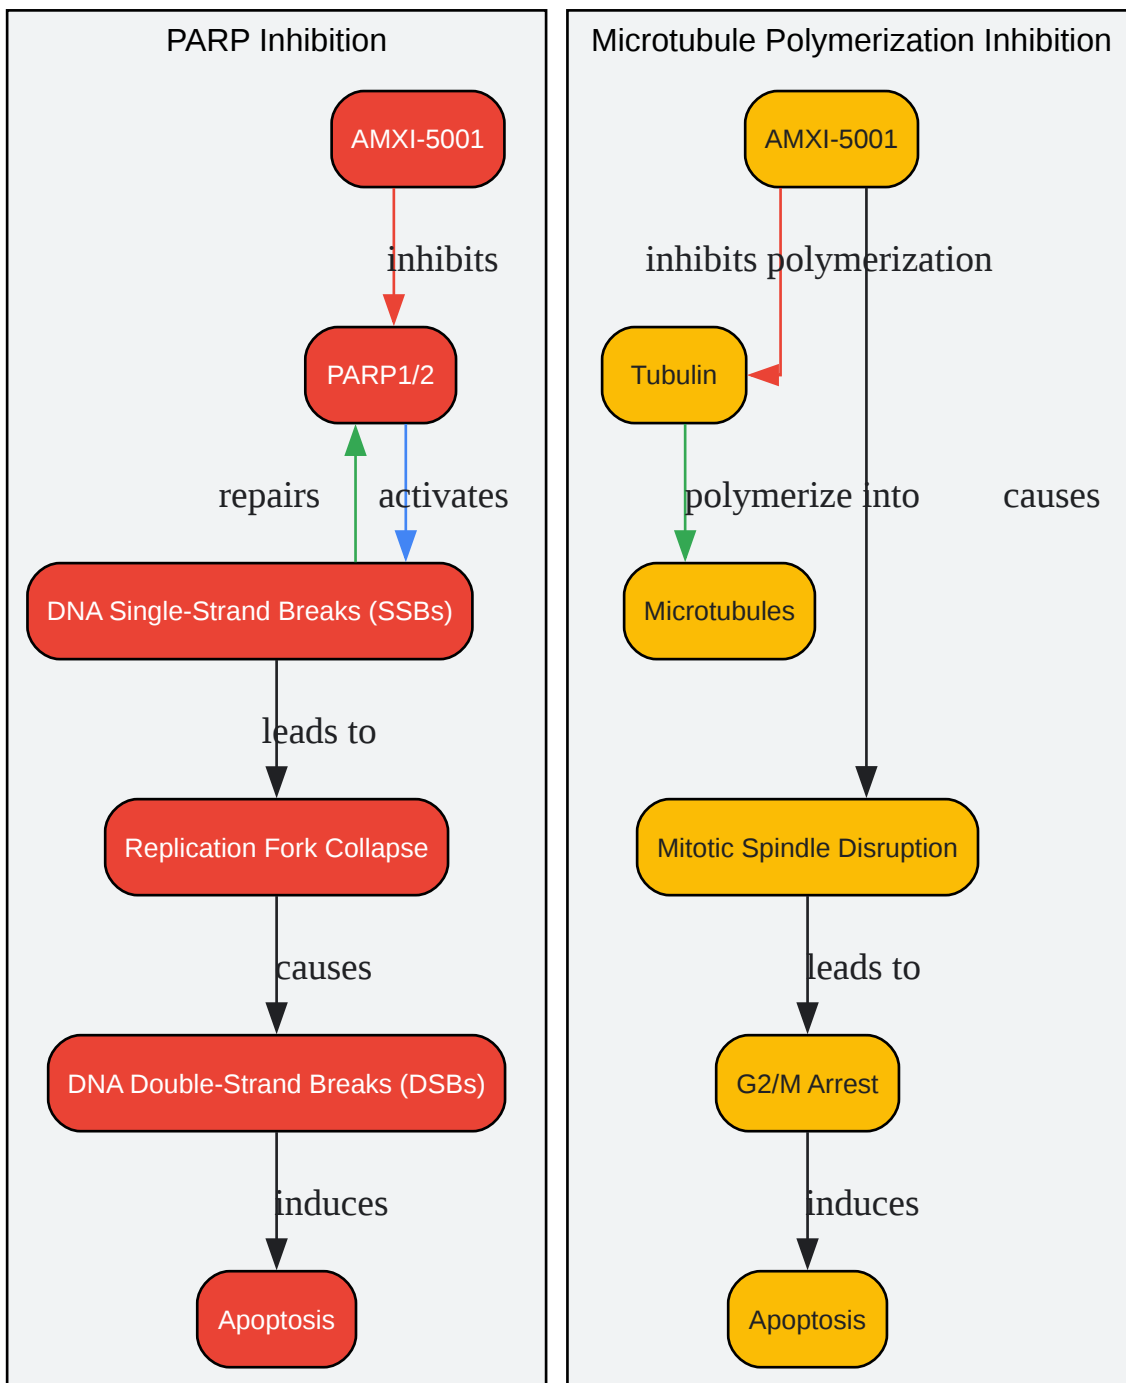 PARP Inhibition
AMXI-5001
inhibits
PARP1/2
repairs
activates
DNA Single-Strand Breaks (SSBs)
leads to
Replication Fork Collapse
causes
DNA Double-Strand Breaks (DSBs)
induces
Apoptosis
Microtubule Polymerization Inhibition
AMXI-5001
inhibits polymerization
Tubulin
polymerize into
causes
Microtubules
Mitotic Spindle Disruption
leads to
G2/M Arrest
induces
Apoptosis